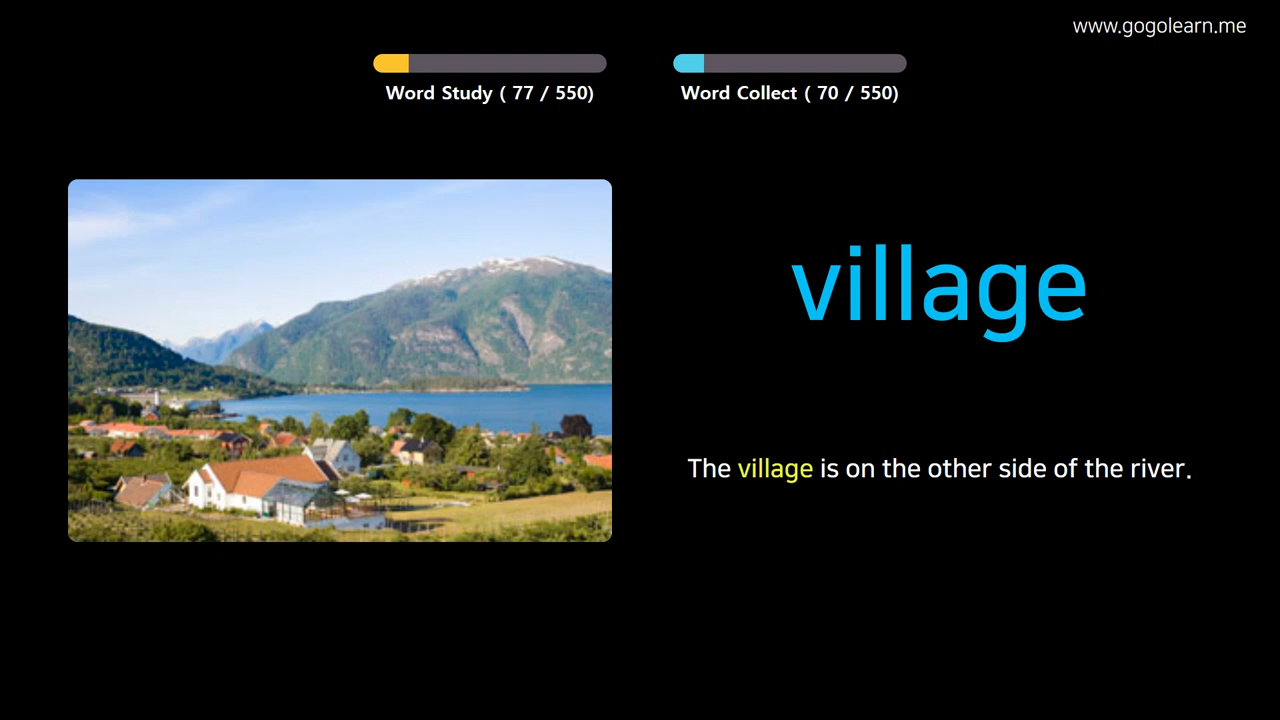 www.gogolearn.me
Word Study ( 77 / 550)
Word Collect ( 70 / 550)
village
The village is on the other side of the river.